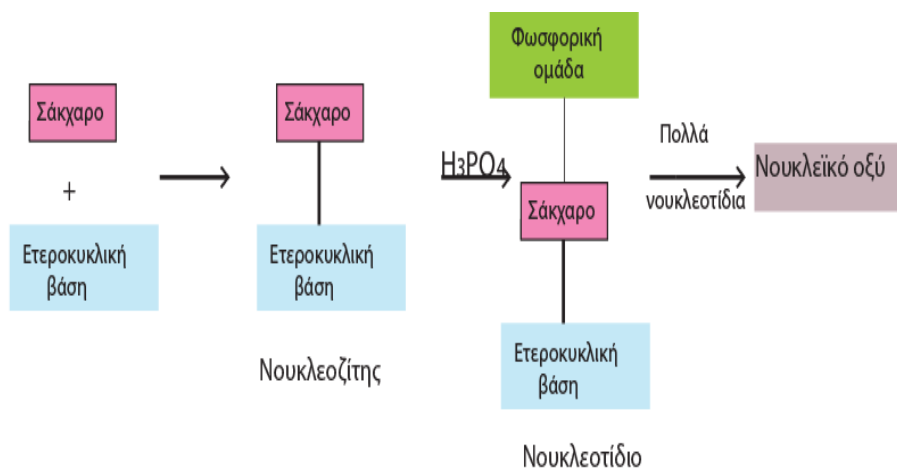 Σάκχαρο
+
Ετεροκυκλική
βάση
Σάκχαρο
Ετεροκυκλική
βάση
Νουκλεοζίτης
H3PO4
Φωσφορική
ομάδα
Σάκχαρο
Ετεροκυκλική
βάση
Νουκλεοτίδιο
Πολλά
νουκλεοτίδια
Νουκλεϊκό οξύ